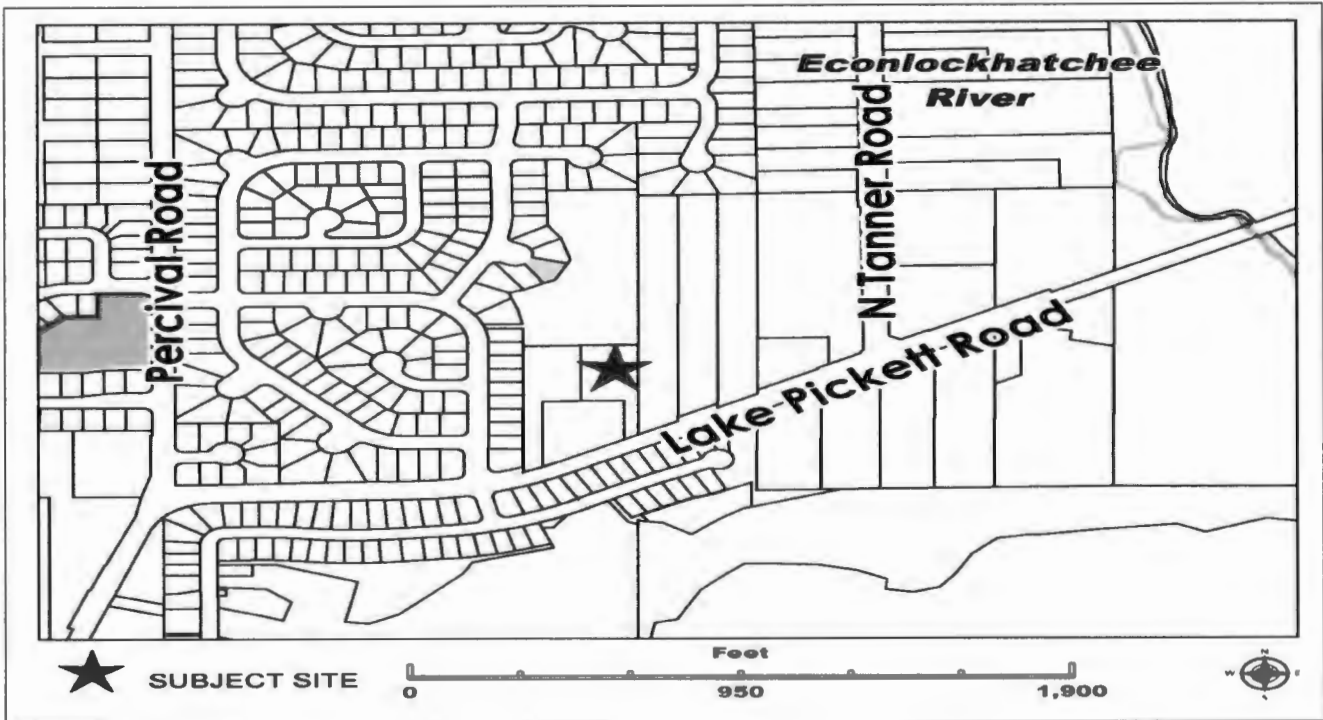 Econlockhatchee
River
Percival Road
N Tanner Road
Lake Pickett Road
SUBJECT SITE
Feet
0
950
1,900
N
W
E
S